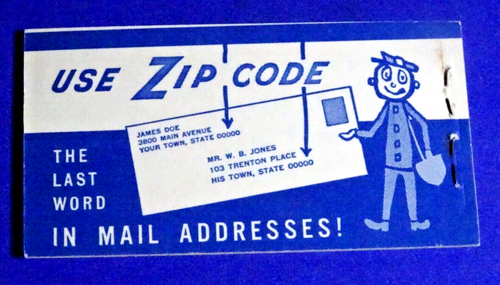 USE ZIP CODE
JAMES DOE
3800 MAIN AVENUE
YOUR TOWN, STATE 00000
MR. W. B. JONES
103 TRENTON PLACE
HIS TOWN, STATE 00000
THE
LAST
WORD
IN MAIL ADDRESSES!